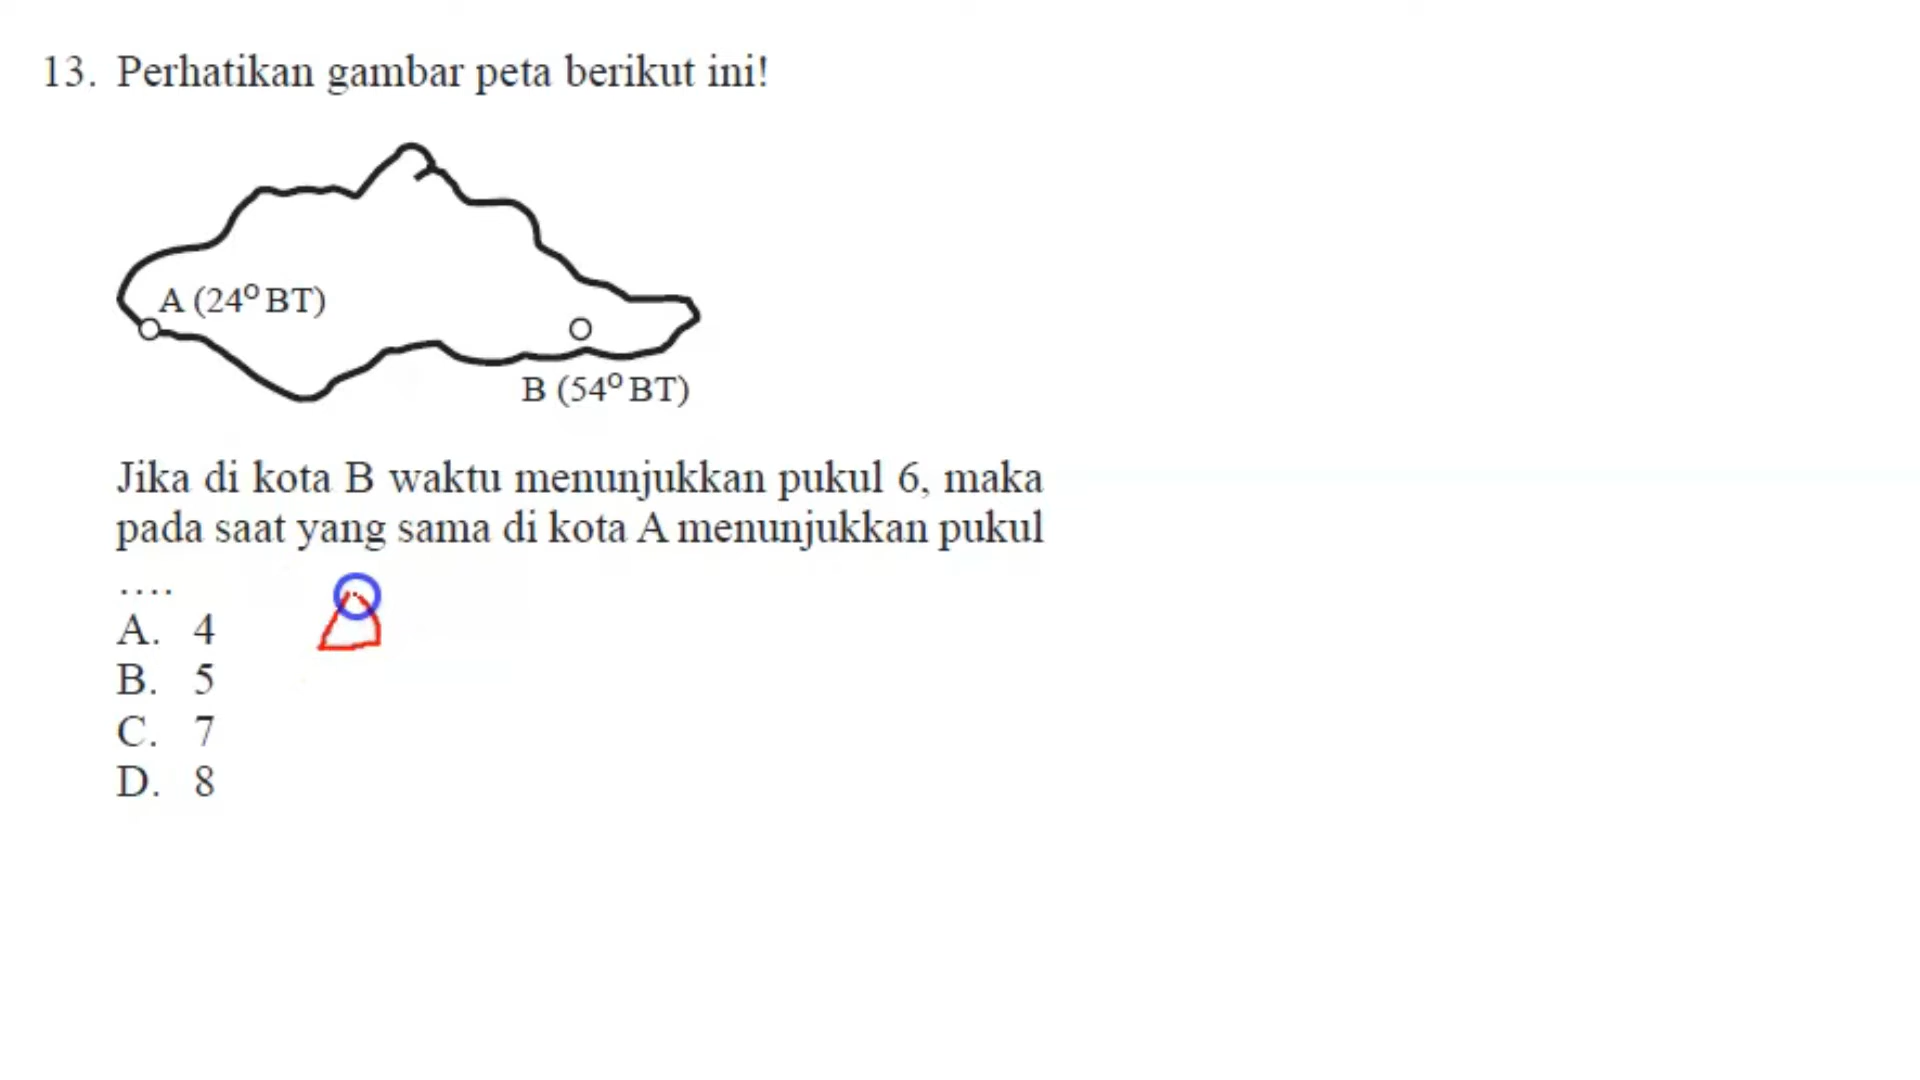 13. Perhatikan gambar peta berikut ini!
A (24° BT)
B (54° BT)
Jika di kota B waktu menunjukkan pukul 6, maka
pada saat yang sama di kota A menunjukkan pukul
....
A. 4
B. 5
C. 7
D. 8